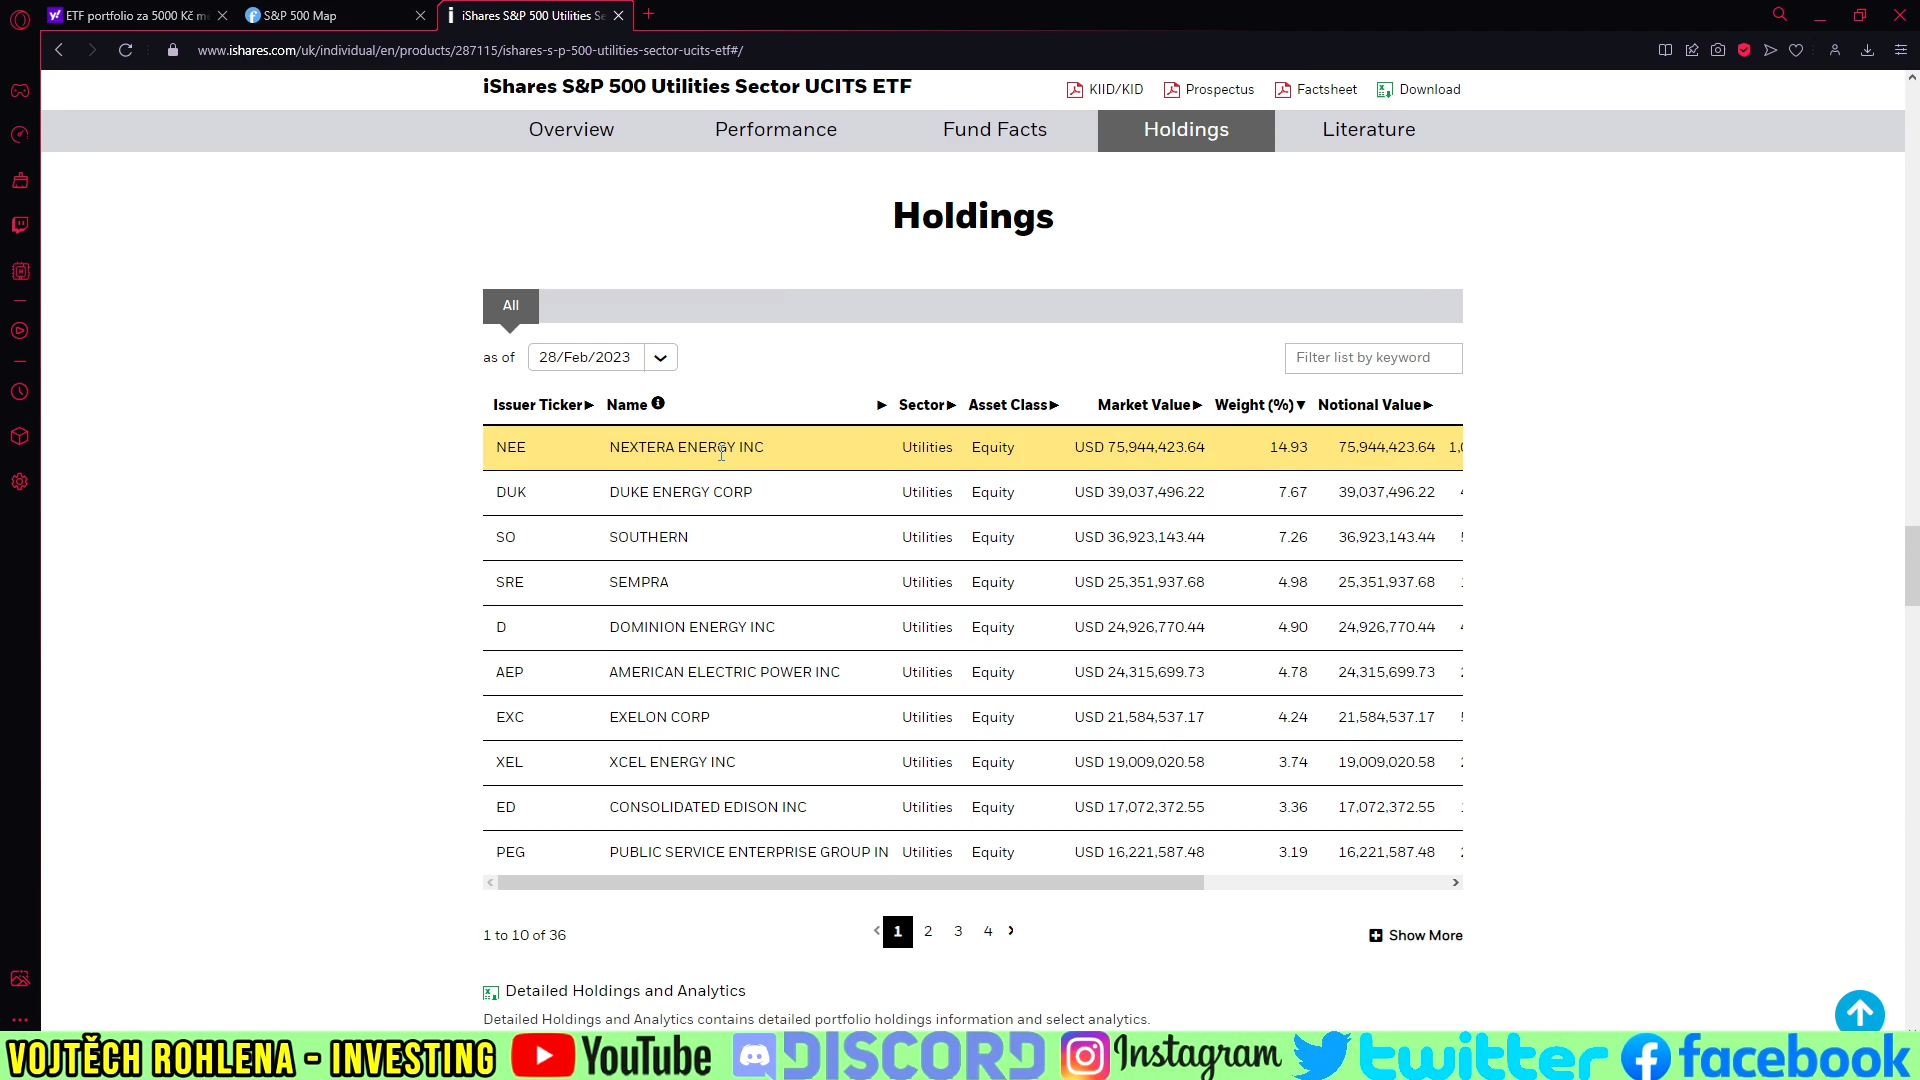 ETF portfolio za 5000 Kč m
S&P 500 Map
iShares S&P 500 Utilities Se
www.ishares.com/uk/individual/en/products/287115/ishares-s-p-500-utilities-sector-ucits-etf#/
iShares S&P 500 Utilities Sector UCITS ETF
KIID/KID Prospectus Factsheet Download
Overview Performance Fund Facts Holdings Literature
Holdings
All
as of 28/Feb/2023 Filter list by keyword
Issuer Ticker Name Sector Asset Class Market Value Weight (%) Notional Value
NEE NEXTERA ENERGY INC Utilities Equity USD 75,944,423.64 14.93 75,944,423.64 1,
DUK DUKE ENERGY CORP Utilities Equity USD 39,037,496.22 7.67 39,037,496.22
SO SOUTHERN Utilities Equity USD 36,923,143.44 7.26 36,923,143.44
SRE SEMPRA Utilities Equity USD 25,351,937.68 4.98 25,351,937.68
D DOMINION ENERGY INC Utilities Equity USD 24,926,770.44 4.90 24,926,770.44
AEP AMERICAN ELECTRIC POWER INC Utilities Equity USD 24,315,699.73 4.78 24,315,699.73
EXC EXELON CORP Utilities Equity USD 21,584,537.17 4.24 21,584,537.17
XEL XCEL ENERGY INC Utilities Equity USD 19,009,020.58 3.74 19,009,020.58
ED CONSOLIDATED EDISON INC Utilities Equity USD 17,072,372.55 3.36 17,072,372.55
PEG PUBLIC SERVICE ENTERPRISE GROUP IN Utilities Equity USD 16,221,587.48 3.19 16,221,587.48
1 to 10 of 36 1 2 3 4 Show More
Detailed Holdings and Analytics
Detailed Holdings and Analytics contains detailed portfolio holdings information and select analytics.
VOJTĚCH ROHLENA - INVESTING YouTube DISCORD Instagram twitter facebook